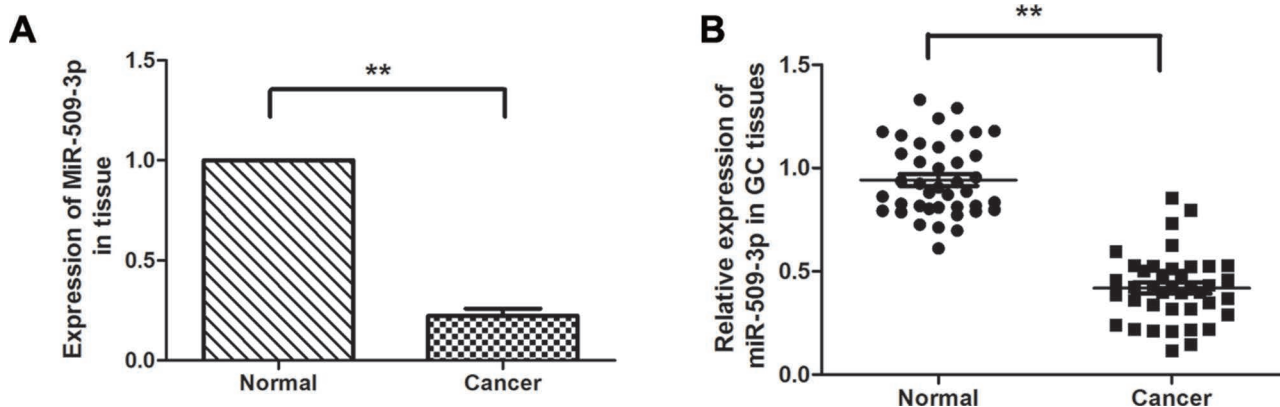 A
Expression of MiR-509-3p
in tissue
1.5
1.0
0.5
0.0
**
Normal
Cancer
B
Relative expression of
miR-509-3p in GC tissues
1.5
1.0
0.5
0.0
**
Normal
Cancer